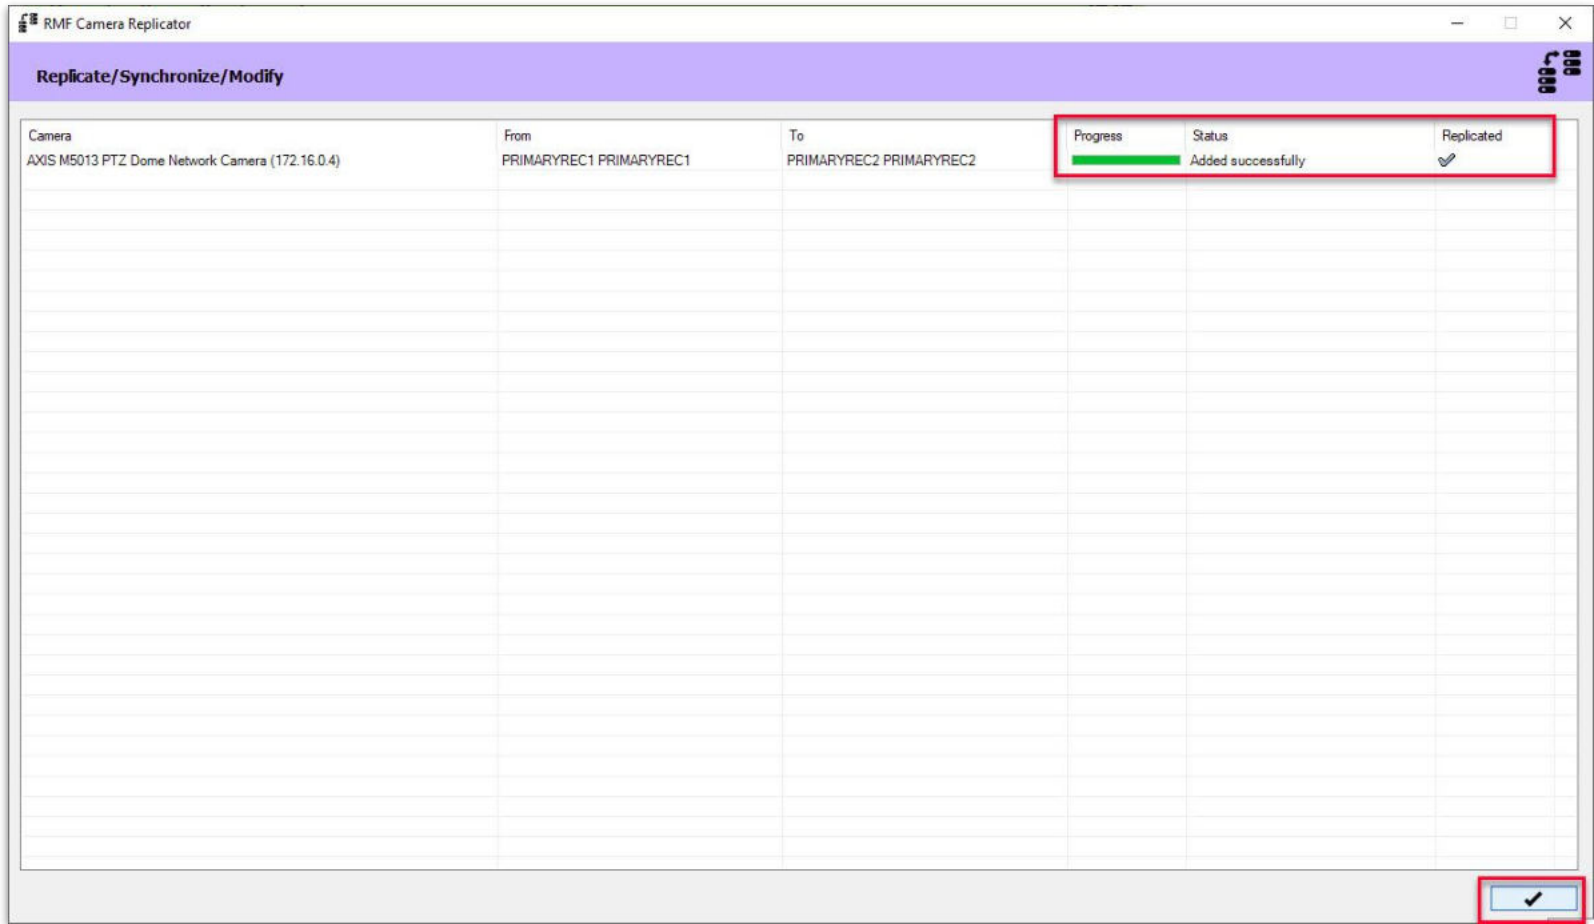 RMF Camera Replicator
Replicate/Synchronize/Modify
Camera From To Progress Status Replicated
AXIS M5013 PTZ Dome Network Camera (172.16.0.4) PRIMARYREC1 PRIMARYREC1 PRIMARYREC2 PRIMARYREC2 Added successfully